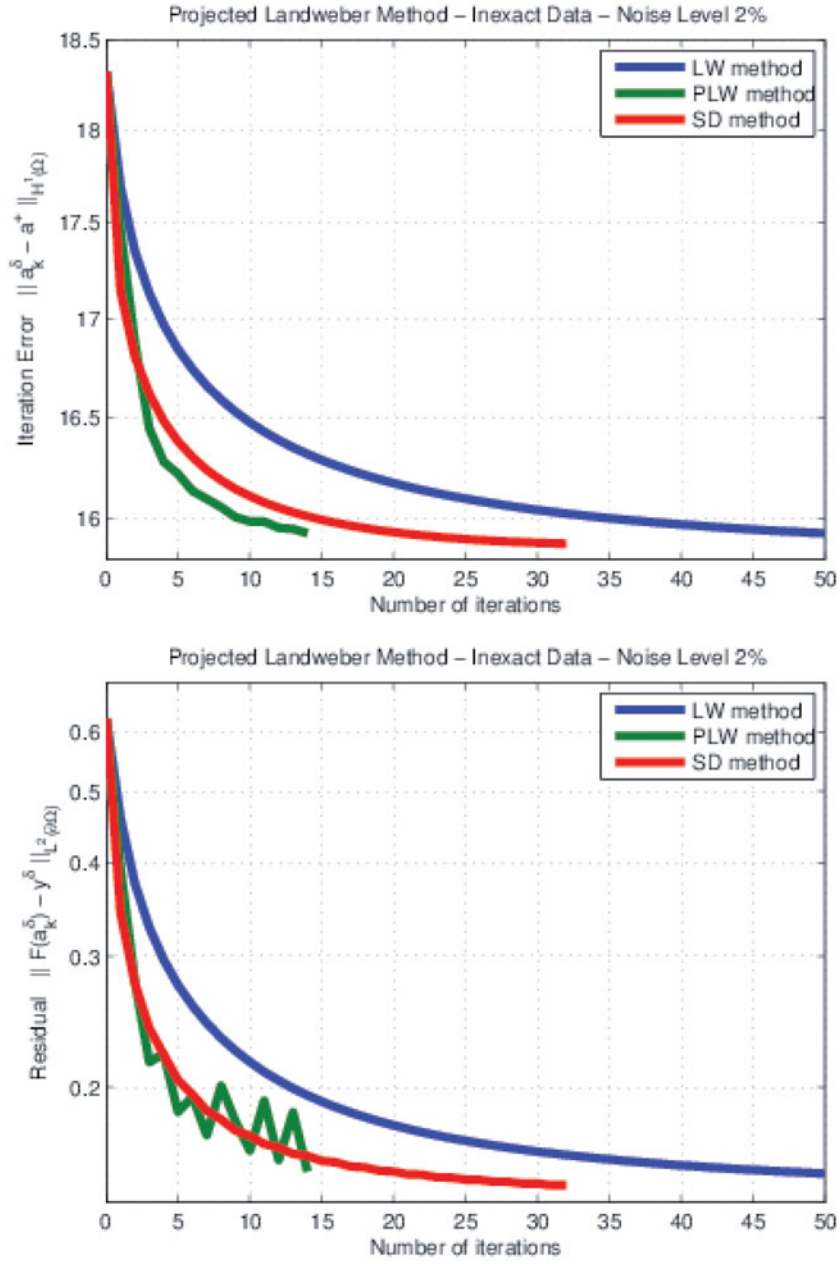 Projected Landweber Method – Inexact Data – Noise Level 2%
18.5
18
17.5
17
16.5
16
Iteration Error || a_k^δ – a^+ ||_{H^1(Ω)}
LW method
PLW method
SD method
0 5 10 15 20 25 30 35 40 45 50
Number of iterations
Projected Landweber Method – Inexact Data – Noise Level 2%
0.6
0.5
0.4
0.3
0.2
Residual || F(a_k^δ) – y^δ ||_{L^2(∂Ω)}
LW method
PLW method
SD method
0 5 10 15 20 25 30 35 40 45 50
Number of iterations